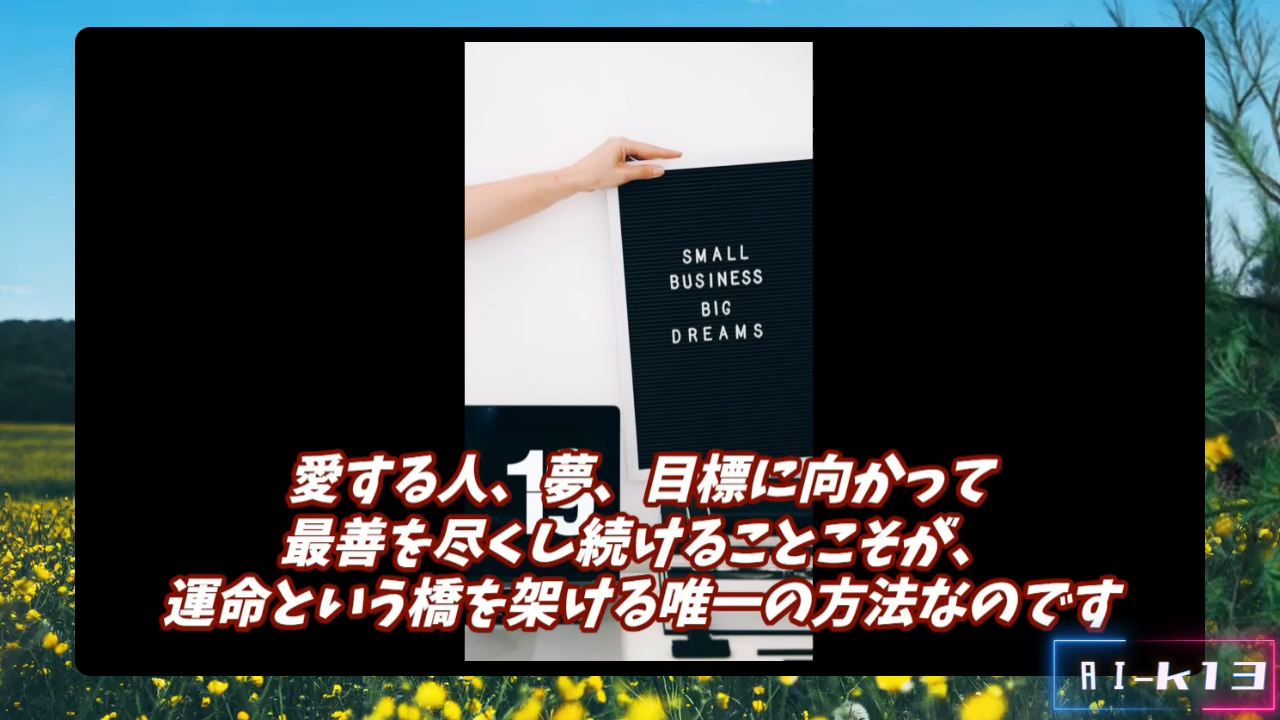 SMALL
BUSINESS
BIG
DREAMS
愛する人、夢、目標に向かって
最善を尽くし続けることこそが、
運命という橋を架ける唯一の方法なのです
AI-k13